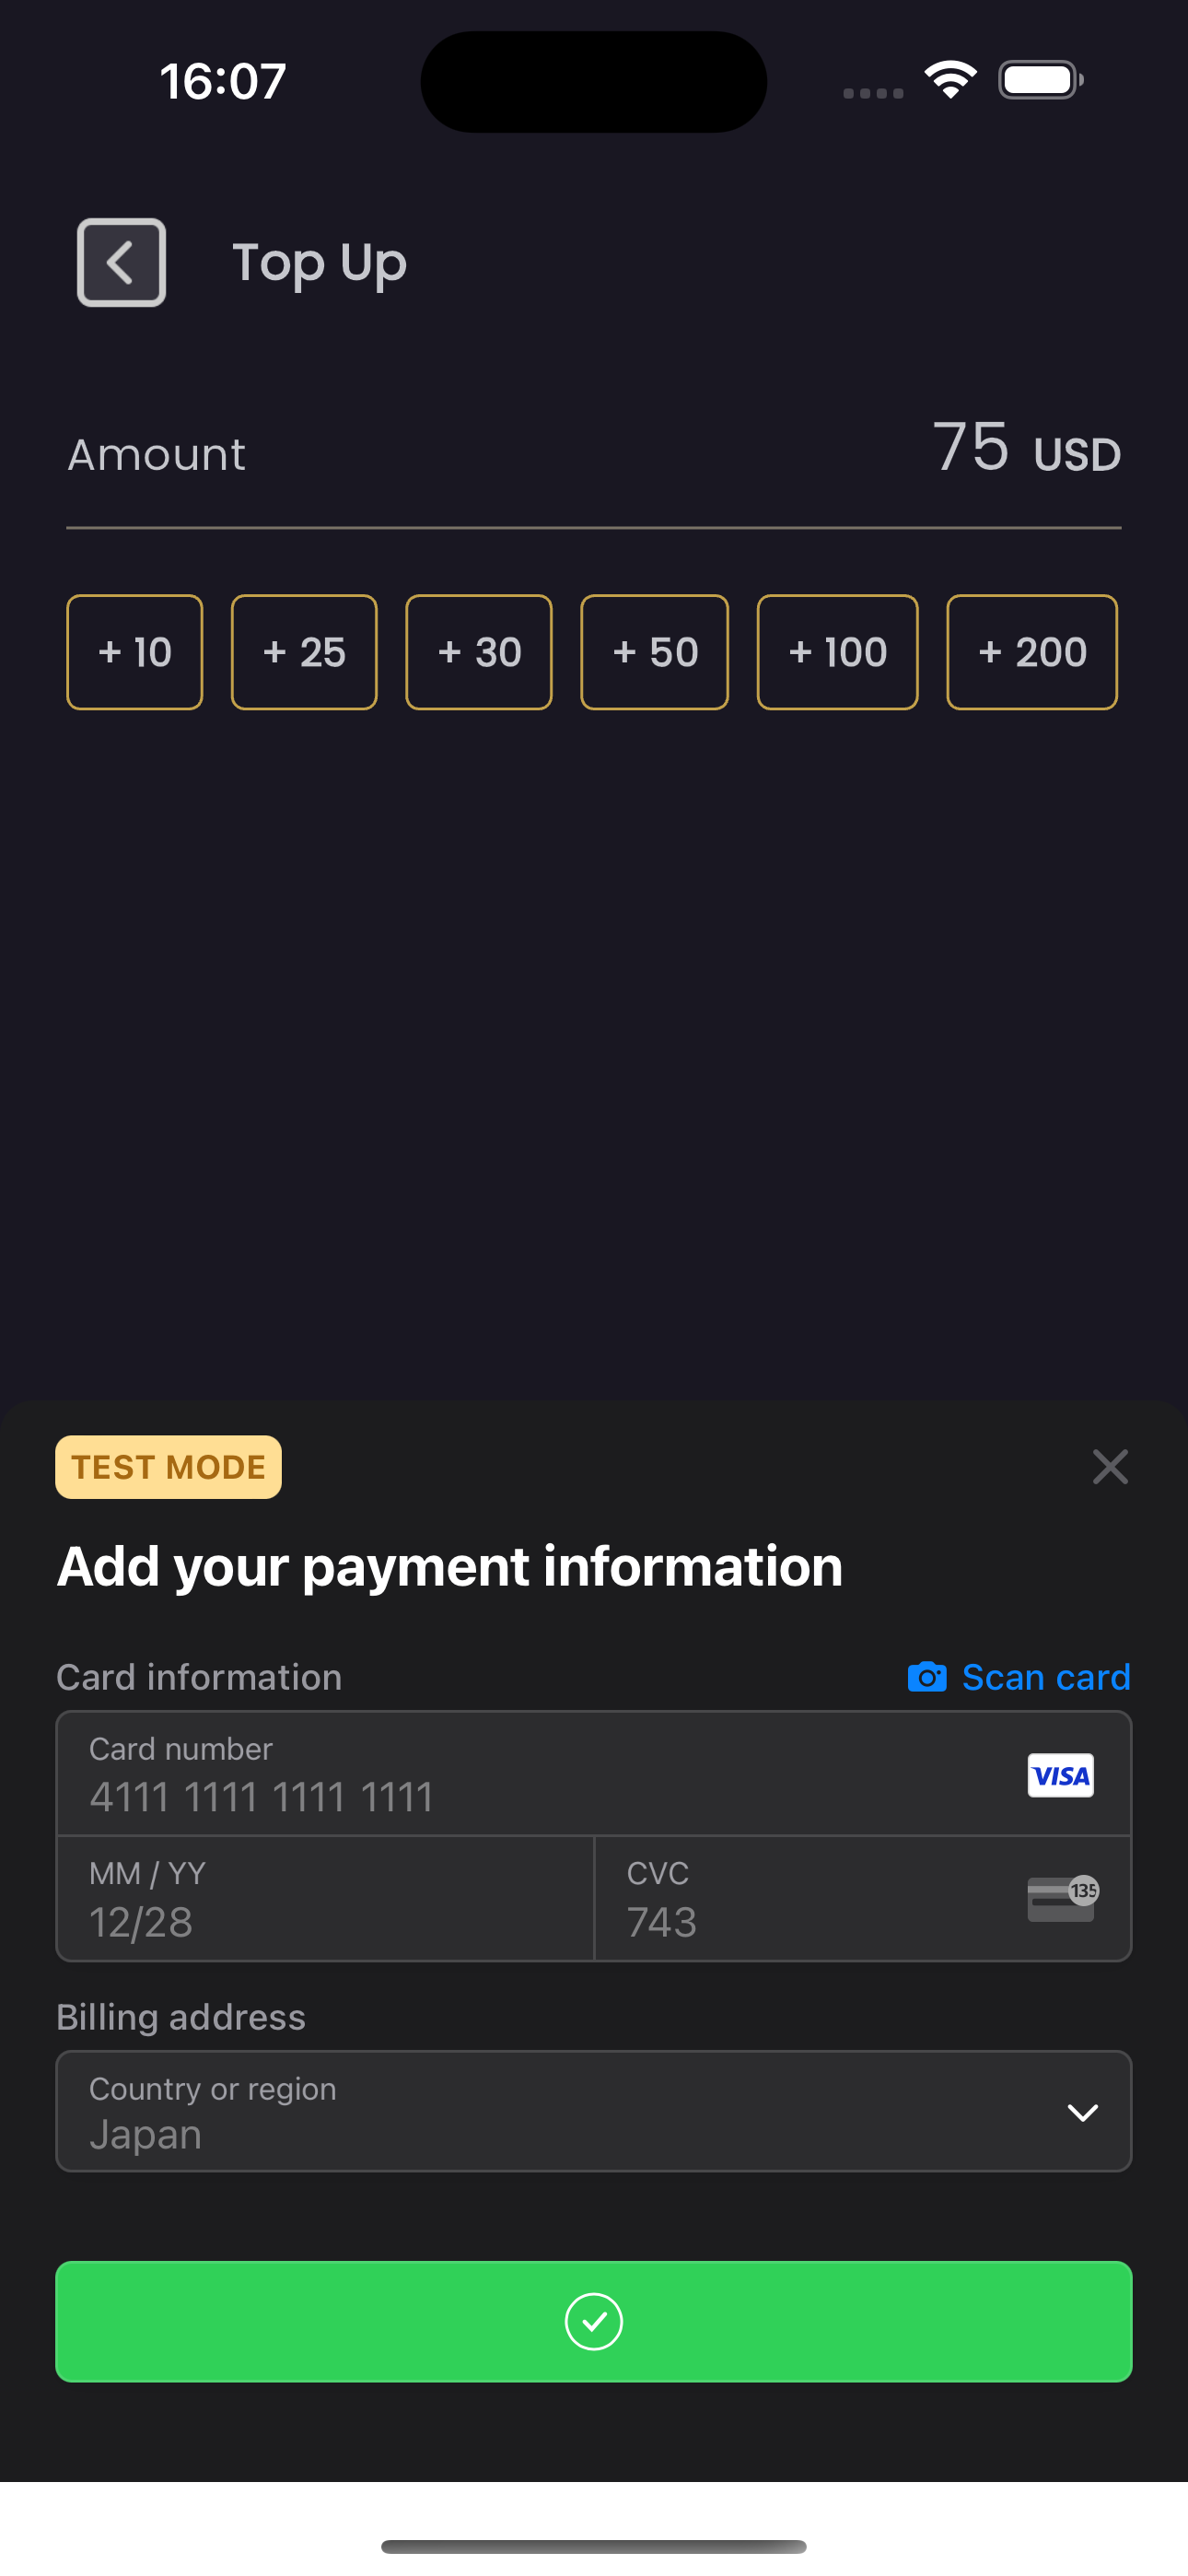 16:07
Top Up
Amount
75 USD
+ 10
+ 25
+ 30
+ 50
+ 100
+ 200
TEST MODE
Add your payment information
Card information
Scan card
Card number
4111 1111 1111 1111
VISA
MM / YY
12/28
CVC
743
135
Billing address
Country or region
Japan